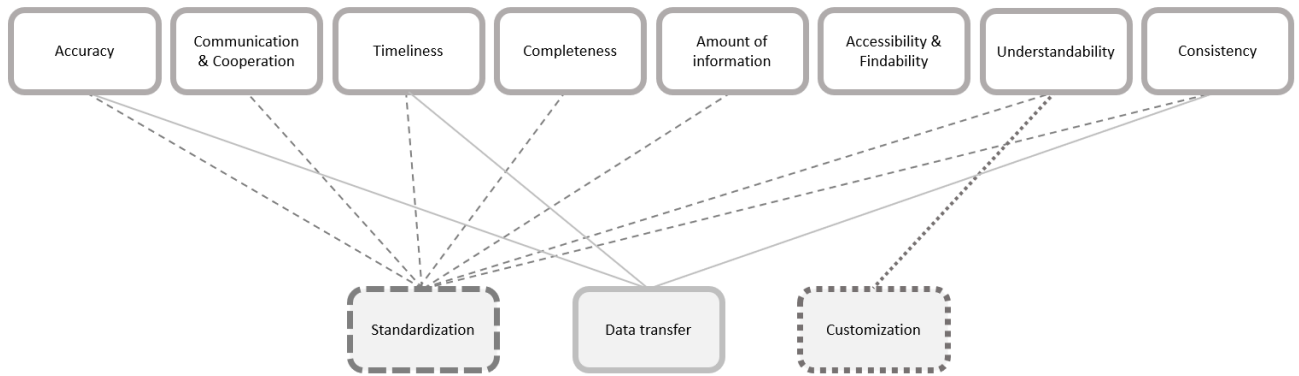 Accuracy
Communication
& Cooperation
Timeliness
Completeness
Amount of
information
Accessibility &
Findability
Understandability
Consistency
Standardization
Data transfer
Customization